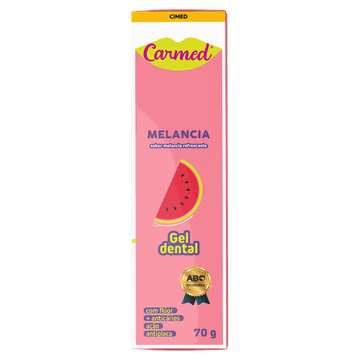 CIMED
Carmed®
MELANCIA
sabor melancia refrescante
Gel
dental
ABO
com flúor
+ anticáries
ação
antiplaca
70 g